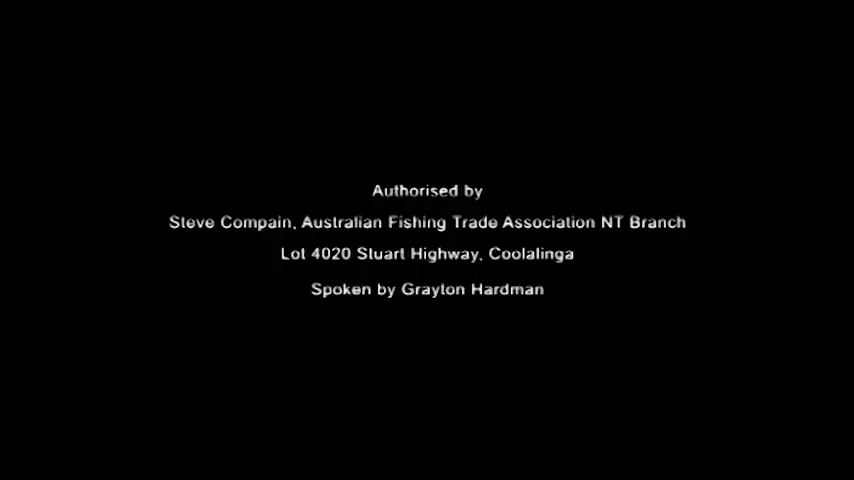 Authorised by
Steve Compain, Australian Fishing Trade Association NT Branch
Lot 4020 Stuart Highway, Coolalinga
Spoken by Grayton Hardman